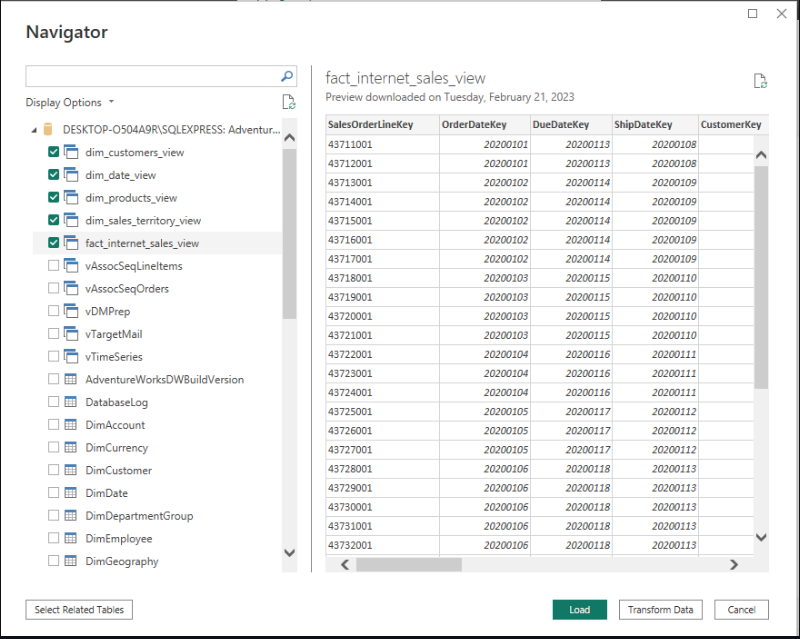 Navigator
Display Options
DESKTOP-O504A9R\SQLEXPRESS: Adventur...
dim_customers_view
dim_date_view
dim_products_view
dim_sales_territory_view
fact_internet_sales_view
vAssocSeqLineItems
vAssocSeqOrders
vDMPrep
vTargetMail
vTimeSeries
AdventureWorksDWBuildVersion
DatabaseLog
DimAccount
DimCurrency
DimCustomer
DimDate
DimDepartmentGroup
DimEmployee
DimGeography
fact_internet_sales_view
Preview downloaded on Tuesday, February 21, 2023
SalesOrderLineKey OrderDateKey DueDateKey ShipDateKey CustomerKey
43711001 20200101 20200113 20200108
43712001 20200101 20200113 20200108
43713001 20200102 20200114 20200109
43714001 20200102 20200114 20200109
43715001 20200102 20200114 20200109
43716001 20200102 20200114 20200109
43717001 20200102 20200114 20200109
43718001 20200103 20200115 20200110
43719001 20200103 20200115 20200110
43720001 20200103 20200115 20200110
43721001 20200103 20200115 20200110
43722001 20200104 20200116 20200111
43723001 20200104 20200116 20200111
43724001 20200104 20200116 20200111
43725001 20200105 20200117 20200112
43726001 20200105 20200117 20200112
43727001 20200105 20200117 20200112
43728001 20200106 20200118 20200113
43729001 20200106 20200118 20200113
43730001 20200106 20200118 20200113
43731001 20200106 20200118 20200113
43732001 20200106 20200118 20200113
Select Related Tables
Load
Transform Data
Cancel